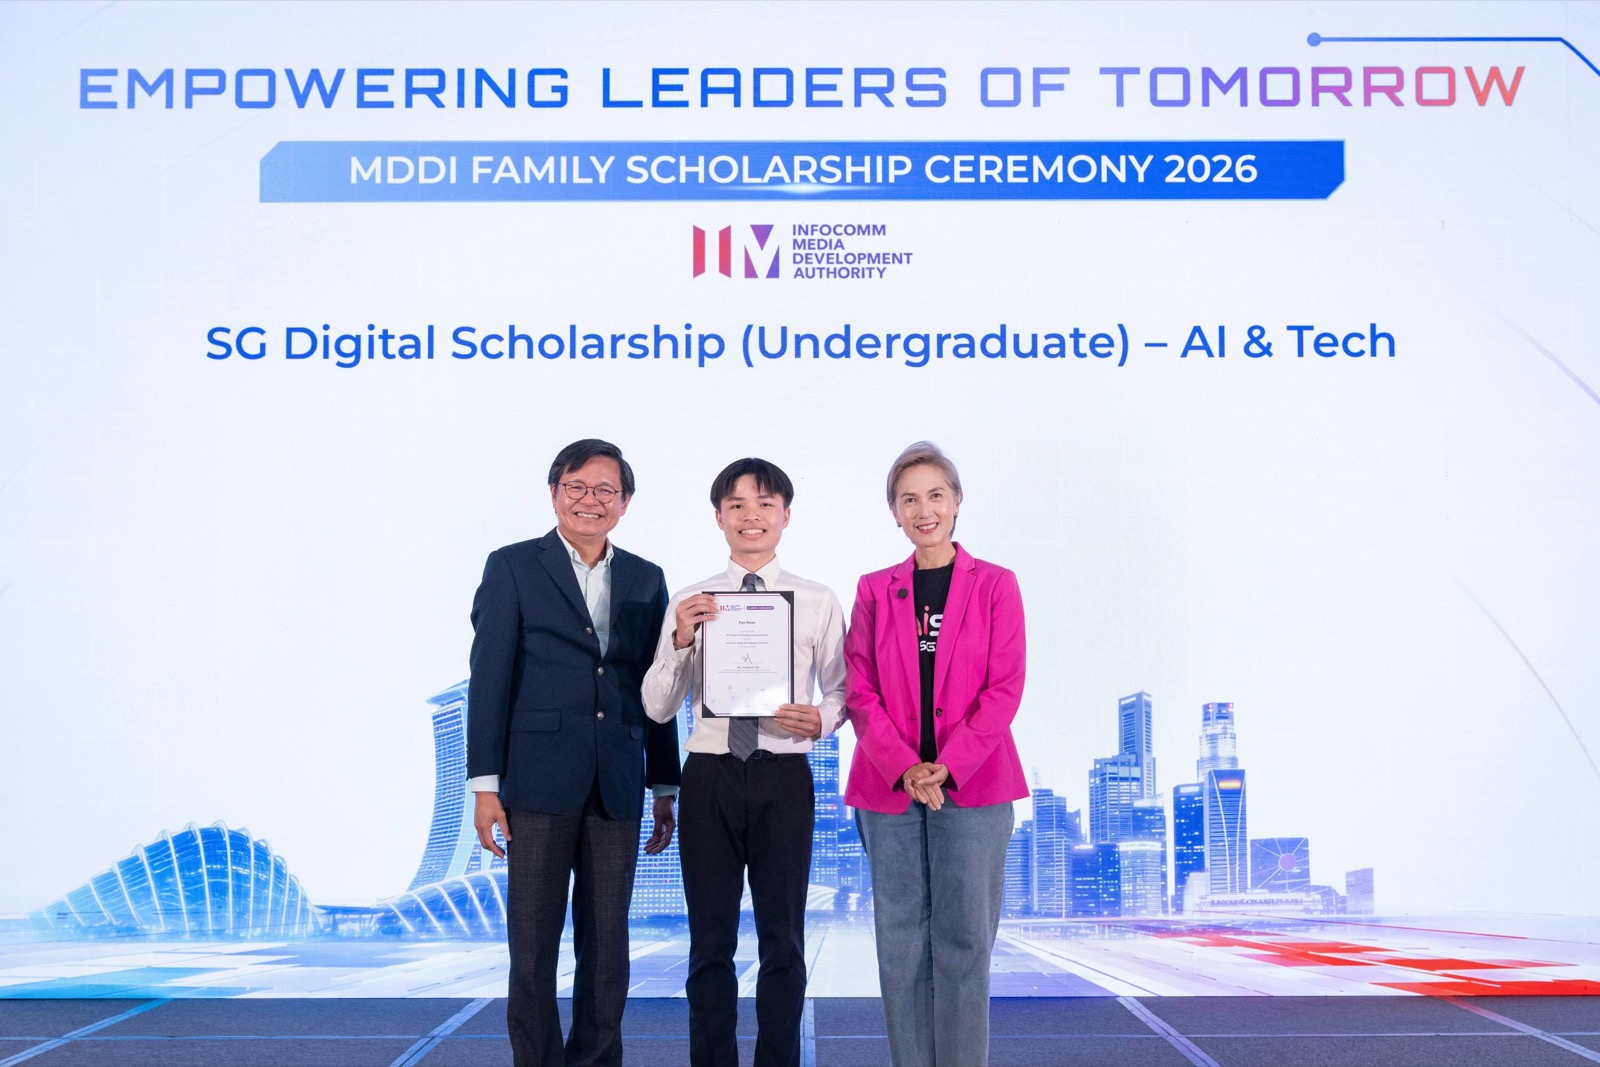 EMPOWERING LEADERS OF TOMORROW
MDDI FAMILY SCHOLARSHIP CEREMONY 2026
INFOCOMM
MEDIA
DEVELOPMENT
AUTHORITY
SG Digital Scholarship (Undergraduate) – AI & Tech